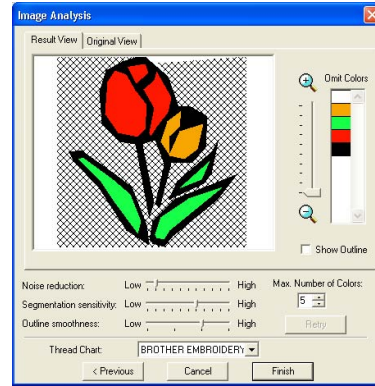 Image Analysis
Result View
Original View
Omit Colors
Show Outline
Noise reduction: Low High
Max. Number of Colors:
Segmentation sensitivity: Low High
5
Outline smoothness: Low High
Retry
Thread Chart: BROTHER EMBROIDERY
< Previous
Cancel
Finish